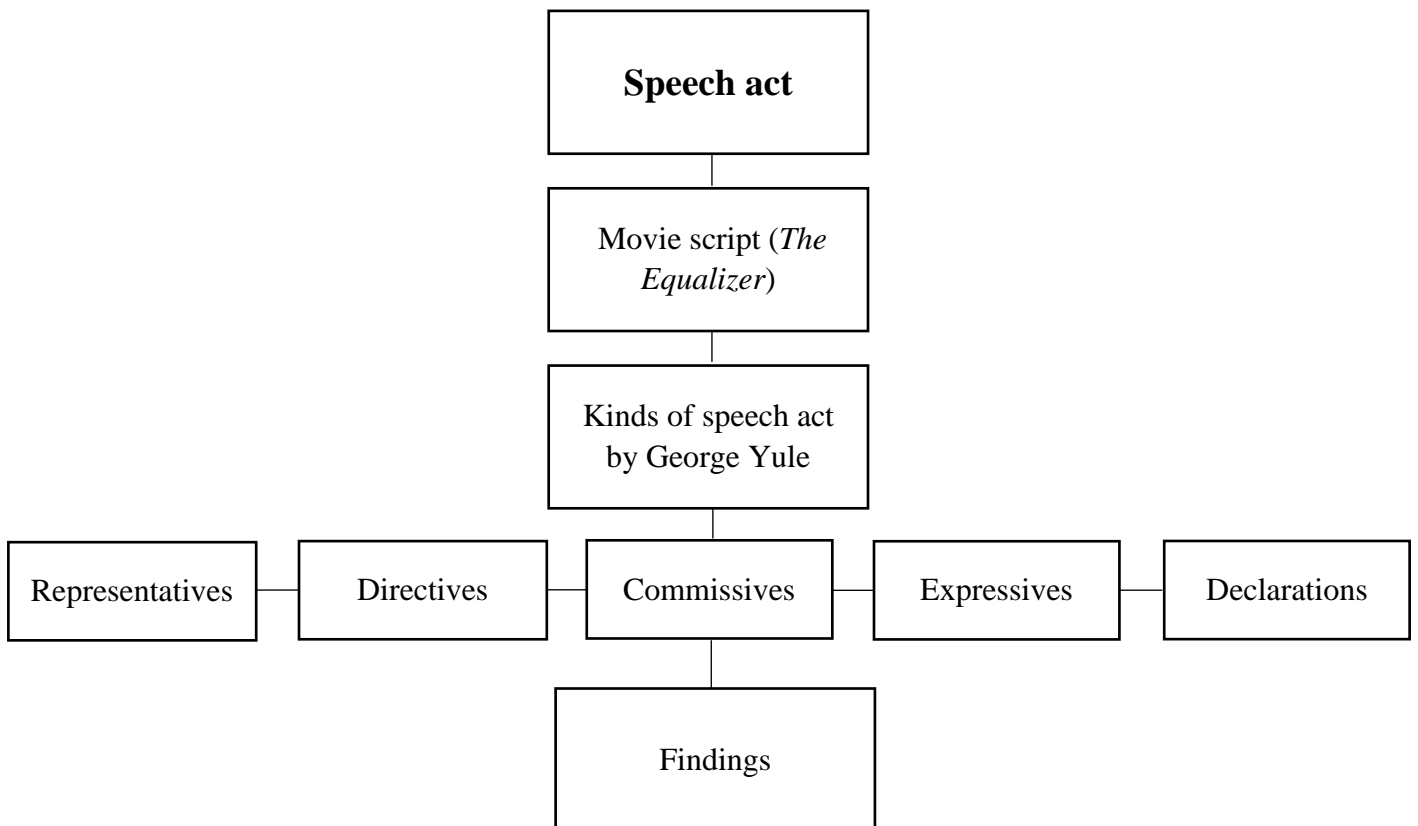 Speech act
Movie script (The
Equalizer)
Kinds of speech act
by George Yule
Representatives
Directives
Commissives
Expressives
Declarations
Findings